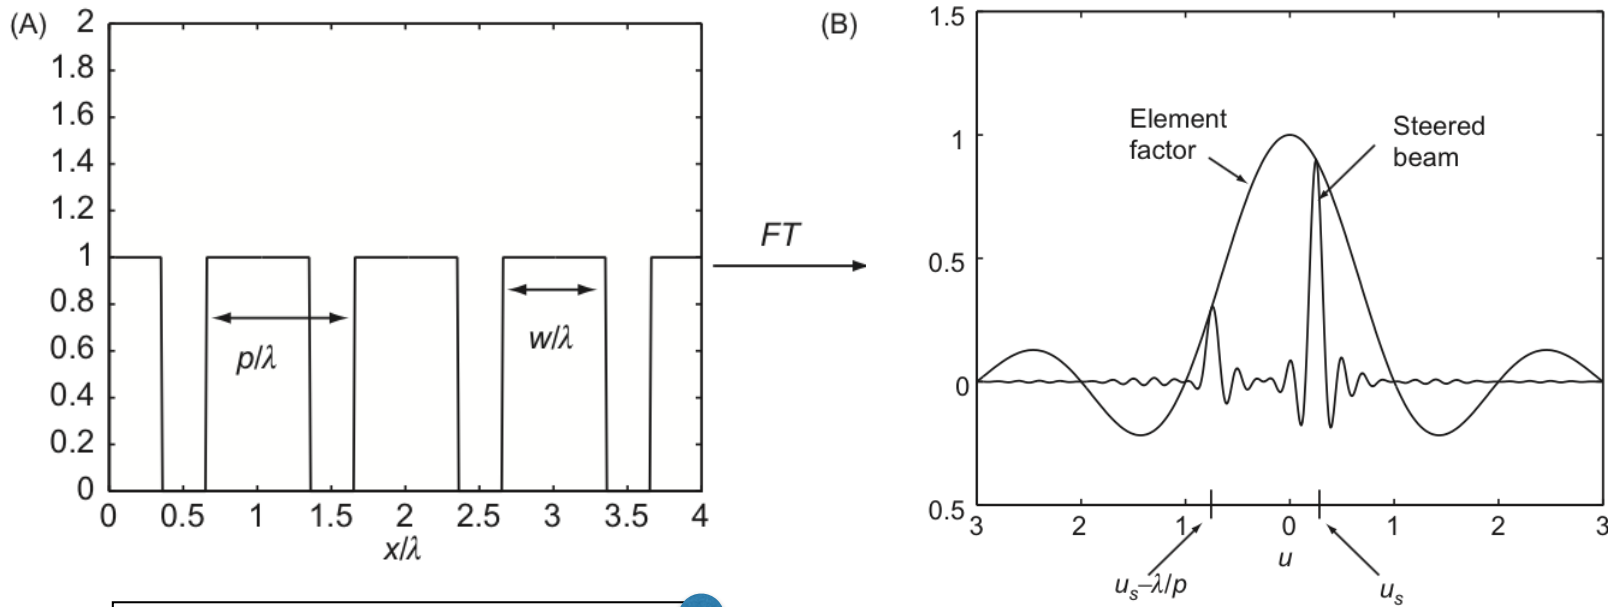 (A)
2
1.8
1.6
1.4
1.2
1
0.8
0.6
0.4
0.2
0
p/λ
w/λ
0 0.5 1 1.5 2 2.5 3 3.5 4
x/λ
FT
(B)
1.5
1
0.5
0
0.5
Element
factor
Steered
beam
3 2 1 0 1 2 3
u
us–λ/p
us